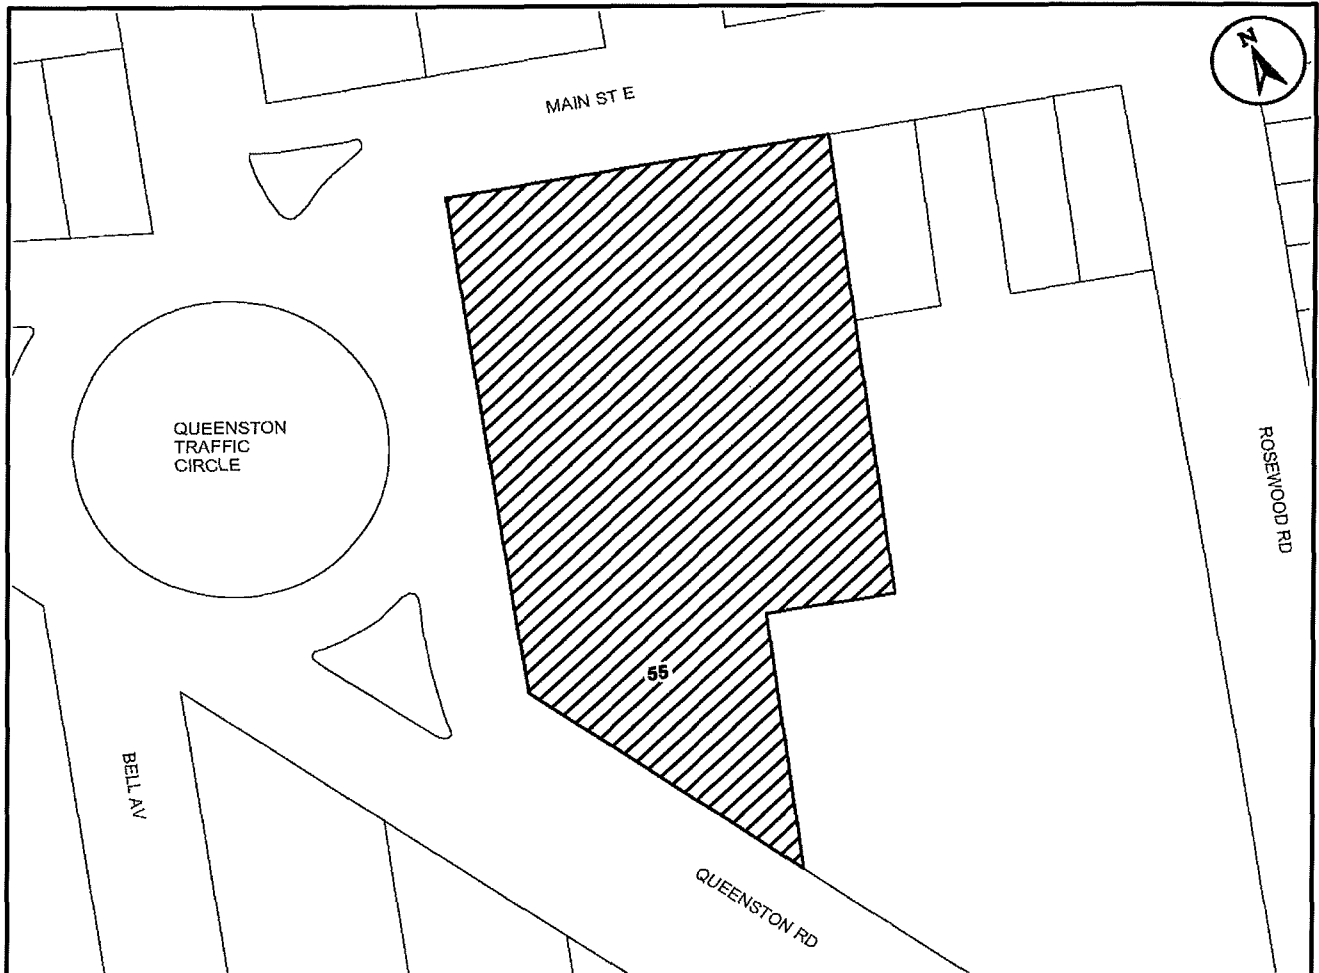 N
MAIN ST E
QUEENSTON
TRAFFIC
CIRCLE
ROSEWOOD RD
55
BELL AV
QUEENSTON RD